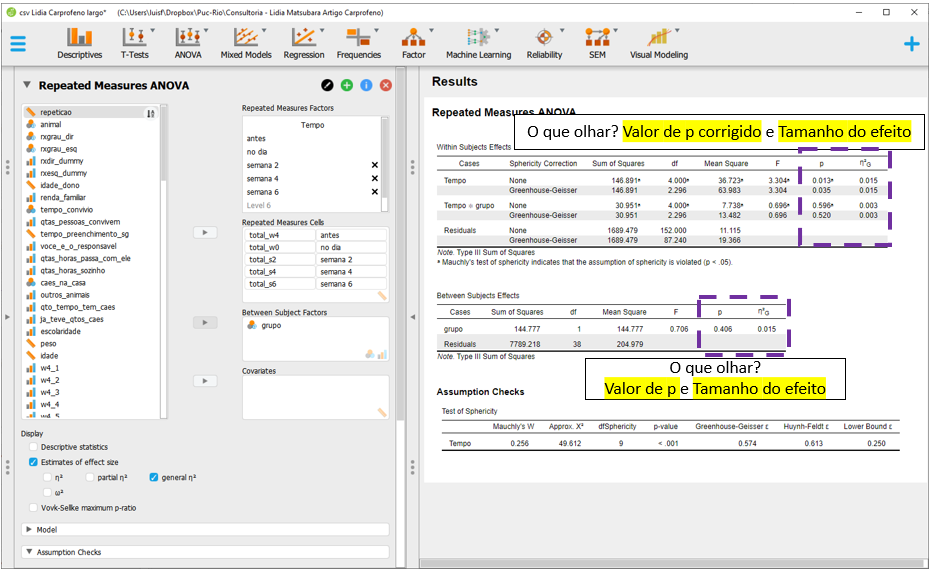 csv Lidia Carprofeno largo* (C:\Users\luisf\Dropbox\Puc-Rio\Consultoria - Lidia Matsubara Artigo Carprofeno)
Descriptives T-Tests ANOVA Mixed Models Regression Frequencies Factor Machine Learning Reliability SEM Visual Modeling
Repeated Measures ANOVA
repeticao
animal
rxgrau_dir
rxgrau_esq
rxdir_dummy
rxesq_dummy
idade_dono
renda_familiar
tempo_convivio
qtas_pessoas_convivem
tempo_preenchimento_sg
voce_e_o_responsavel
qtas_horas_passa_com_ele
qtas_horas_sozinho
caes_na_casa
outros_animais
qto_tempo_tem_caes
ja_teve_qtos_caes
escolaridade
peso
idade
w4_1
w4_2
w4_3
w4_4
w4_5
Repeated Measures Factors
Tempo
antes
no dia
semana 2
semana 4
semana 6
Level 6
Repeated Measures Cells
total_w4 antes
total_w0 no dia
total_s2 semana 2
total_s4 semana 4
total_s6 semana 6
Between Subject Factors
grupo
Covariates
Display
Descriptive statistics
Estimates of effect size
η² partial η² general η²
ω²
Vovk-Sellke maximum p-ratio
Model
Assumption Checks
Results
Repeated Measures ANOVA
O que olhar? Valor de p corrigido e Tamanho do efeito
Within Subjects Effects
Cases Sphericity Correction Sum of Squares df Mean Square F p η²G
Tempo None 146.891ᵃ 4.000ᵃ 36.723ᵃ 3.304ᵃ 0.013ᵃ 0.015
Greenhouse-Geisser 146.891 2.296 63.983 3.304 0.035 0.015
Tempo ✻ grupo None 30.951ᵃ 4.000ᵃ 7.738ᵃ 0.696ᵃ 0.596ᵃ 0.003
Greenhouse-Geisser 30.951 2.296 13.482 0.696 0.520 0.003
Residuals None 1689.479 152.000 11.115
Greenhouse-Geisser 1689.479 87.240 19.366
Note. Type III Sum of Squares
ᵃ Mauchly's test of sphericity indicates that the assumption of sphericity is violated (p < .05).
Between Subjects Effects
Cases Sum of Squares df Mean Square F p η²G
grupo 144.777 1 144.777 0.706 0.406 0.015
Residuals 7789.218 38 204.979
Note. Type III Sum of Squares
O que olhar?
Valor de p e Tamanho do efeito
Assumption Checks
Test of Sphericity
Mauchly's W Approx. X² dfSphericity p-value Greenhouse-Geisser ε Huynh-Feldt ε Lower Bound ε
Tempo 0.256 49.612 9 < .001 0.574 0.613 0.250